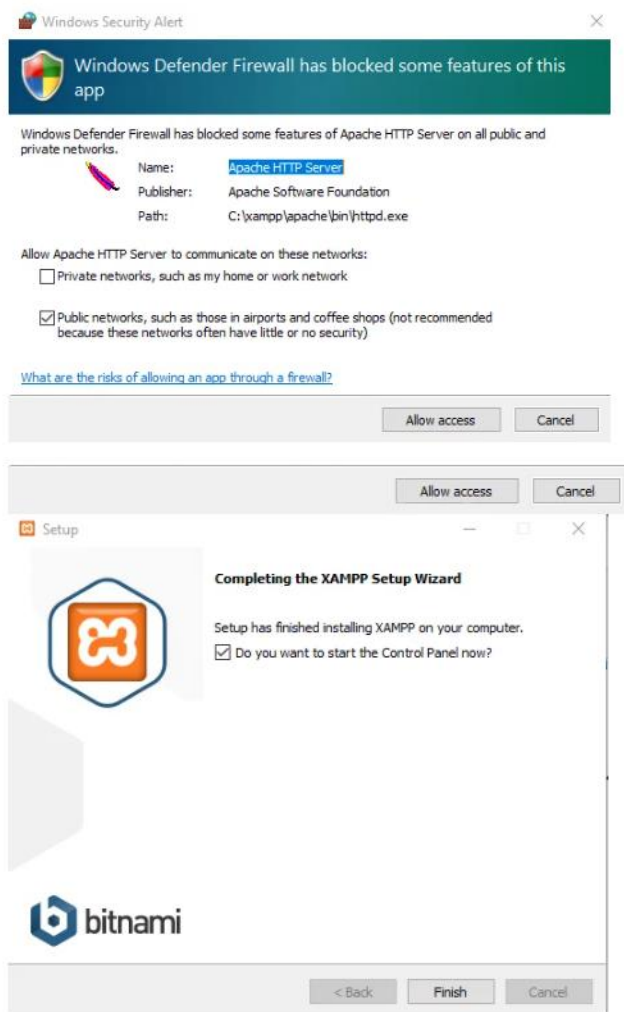 Windows Security Alert
Windows Defender Firewall has blocked some features of this
app
Windows Defender Firewall has blocked some features of Apache HTTP Server on all public and
private networks.
Name: Apache HTTP Server
Publisher: Apache Software Foundation
Path: C:\xampp\apache\bin\httpd.exe
Allow Apache HTTP Server to communicate on these networks:
Private networks, such as my home or work network
Public networks, such as those in airports and coffee shops (not recommended
because these networks often have little or no security)
What are the risks of allowing an app through a firewall?
Allow access Cancel
Allow access Cancel
Setup
Completing the XAMPP Setup Wizard
Setup has finished installing XAMPP on your computer.
Do you want to start the Control Panel now?
bitnami
< Back Finish Cancel